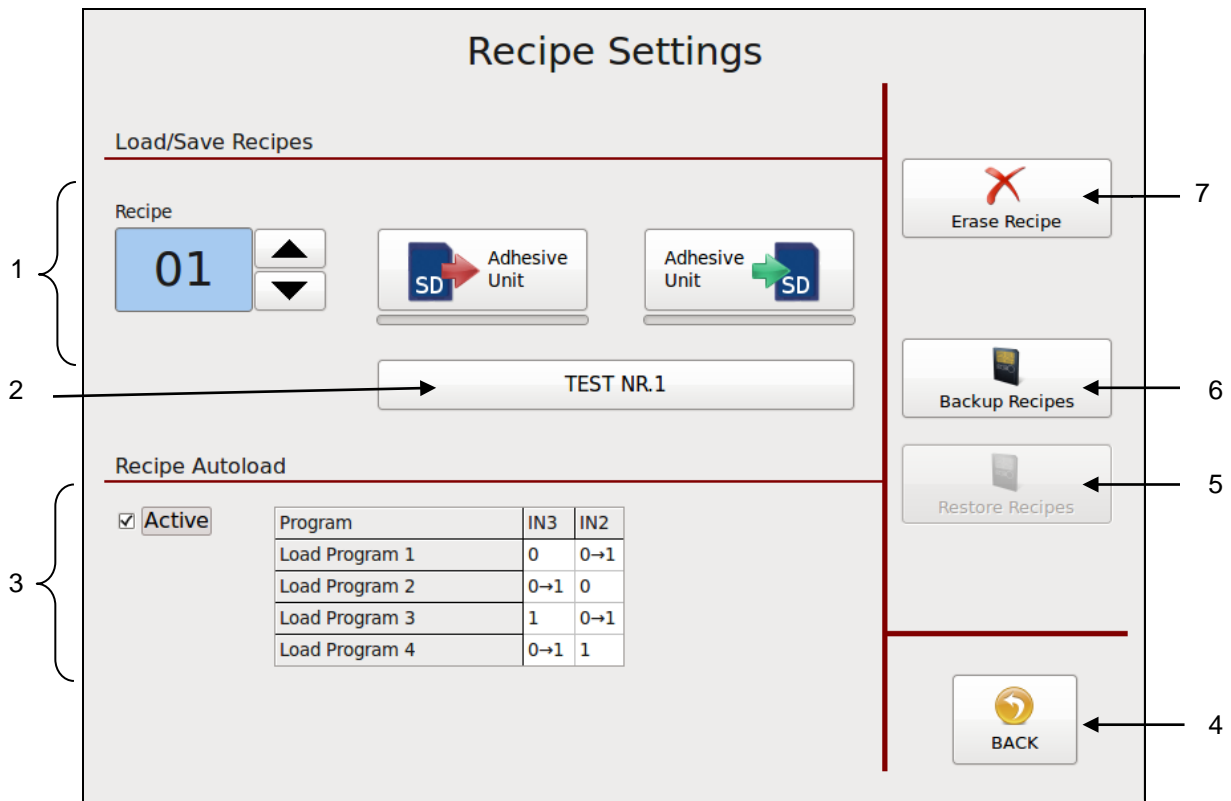 Recipe Settings
Load/Save Recipes
1
Recipe
01
SD
Adhesive
Unit
Adhesive
Unit
SD
2
TEST NR.1
Recipe Autoload
3
Active
Program IN3 IN2
Load Program 1 0 0→1
Load Program 2 0→1 0
Load Program 3 1 0→1
Load Program 4 0→1 1
Erase Recipe
7
Backup Recipes
6
Restore Recipes
5
BACK
4